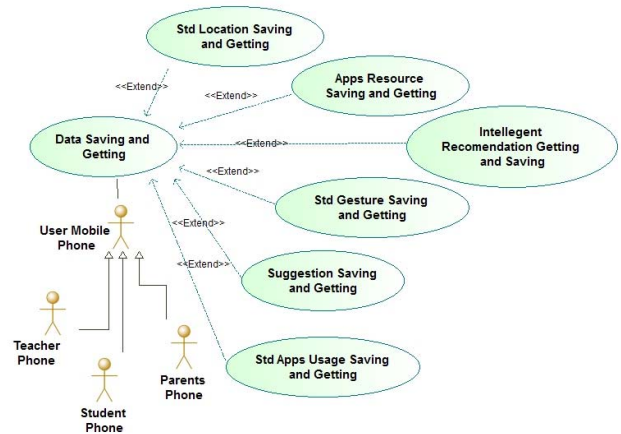 Std Location Saving
and Getting
<<Extend>>
Apps Resource
Saving and Getting
<<Extend>>
Data Saving and
Getting
<<Extend>>
Intellegent
Recomendation Getting
and Saving
<<Extend>>
Std Gesture Saving
and Getting
User Mobile
Phone
<<Extend>>
Suggestion Saving
and Getting
<<Extend>>
Teacher
Phone
Std Apps Usage Saving
and Getting
Parents
Phone
Student
Phone